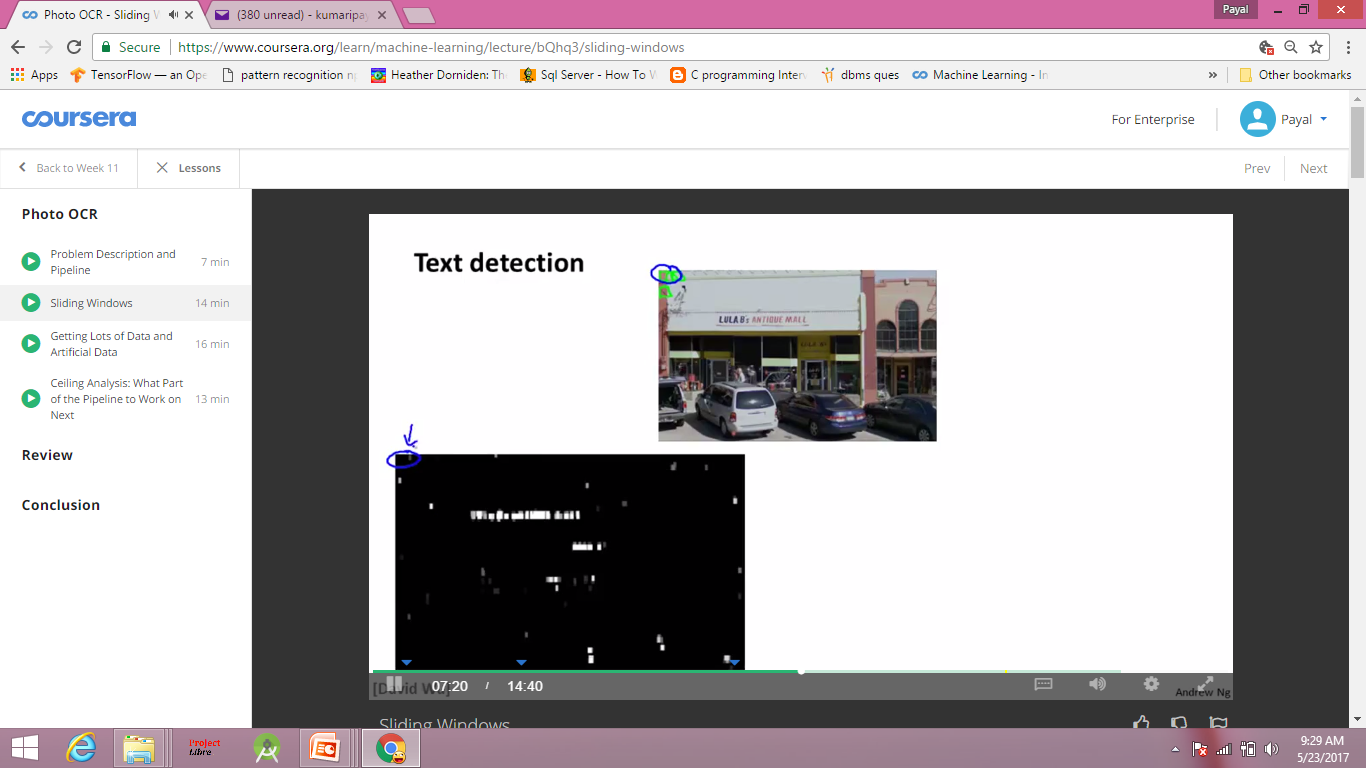 Photo OCR - Sliding W
(380 unread) - kumaripay
Payal
Secure
https://www.coursera.org/learn/machine-learning/lecture/bQhq3/sliding-windows
Apps
TensorFlow — an Ope
pattern recognition np
Heather Dorniden: The
Sql Server - How To W
C programming Interv
dbms ques
Machine Learning - In
»
Other bookmarks
coursera
For Enterprise
Payal
Back to Week 11
Lessons
Prev
Next
Photo OCR
Problem Description and
Pipeline
7 min
Sliding Windows
14 min
Getting Lots of Data and
Artificial Data
16 min
Ceiling Analysis: What Part
of the Pipeline to Work on
Next
13 min
Review
Conclusion
Text detection
LULA B's ANTIQUE MALL
LULA B's
07:20 / 14:40
[David Wu]
Andrew Ng
Sliding Windows
Project
Libre
9:29 AM
5/23/2017